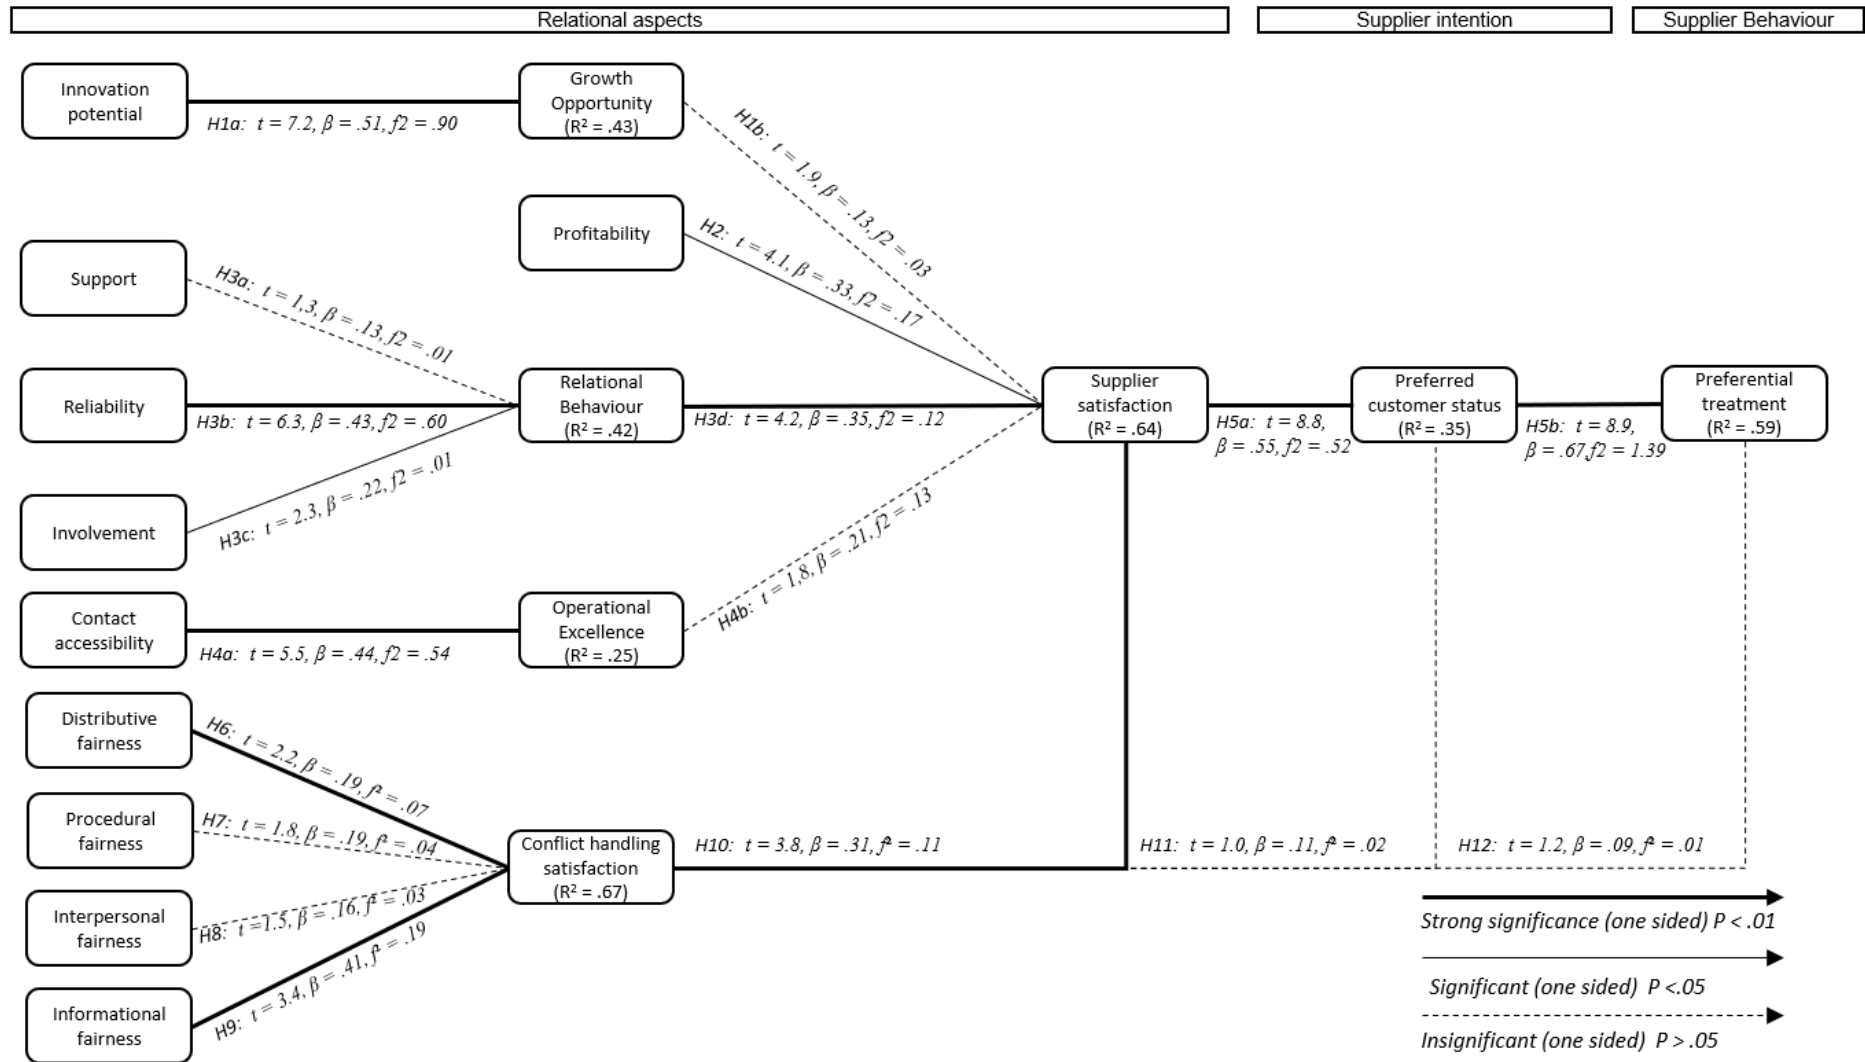 Relational aspects
Supplier intention
Supplier Behaviour
Innovation
potential
H1a: t = 7.2, β = .51, f2 = .90
Growth
Opportunity
(R² = .43)
H1b: t = 1.9, β = .13, f2 = .03
Profitability
H2: t = 4.1, β = .33, f2 = .17
Support
H3a: t = 1,3, β = .13, f2 = .01
Reliability
H3b: t = 6.3, β = .43, f2 = .60
Relational
Behaviour
(R² = .42)
H3d: t = 4.2, β = .35, f2 = .12
Supplier
satisfaction
(R² = .64)
H5a: t = 8.8,
β = .55, f2 = .52
Preferred
customer status
(R² = .35)
H5b: t = 8.9,
β = .67,f2 = 1.39
Preferential
treatment
(R² = .59)
Involvement
H3c: t = 2.3, β = .22, f2 = .01
Contact
accessibility
H4a: t = 5.5, β = .44, f2 = .54
Operational
Excellence
(R² = .25)
H4b: t = 1,8, β = .21, f2 = .13
Distributive
fairness
H6: t = 2.2, β = .19, f² = .07
Procedural
fairness
H7: t = 1.8, β = .19, f² = .04
Interpersonal
fairness
H8: t =1.5, β = .16, f² = .03
Informational
fairness
H9: t = 3.4, β = .41, f² = .19
Conflict handling
satisfaction
(R² = .67)
H10: t = 3.8, β = .31, f² = .11
H11: t = 1.0, β = .11, f² = .02
H12: t = 1.2, β = .09, f² = .01
Strong significance (one sided) P < .01
Significant (one sided) P <.05
Insignificant (one sided) P > .05